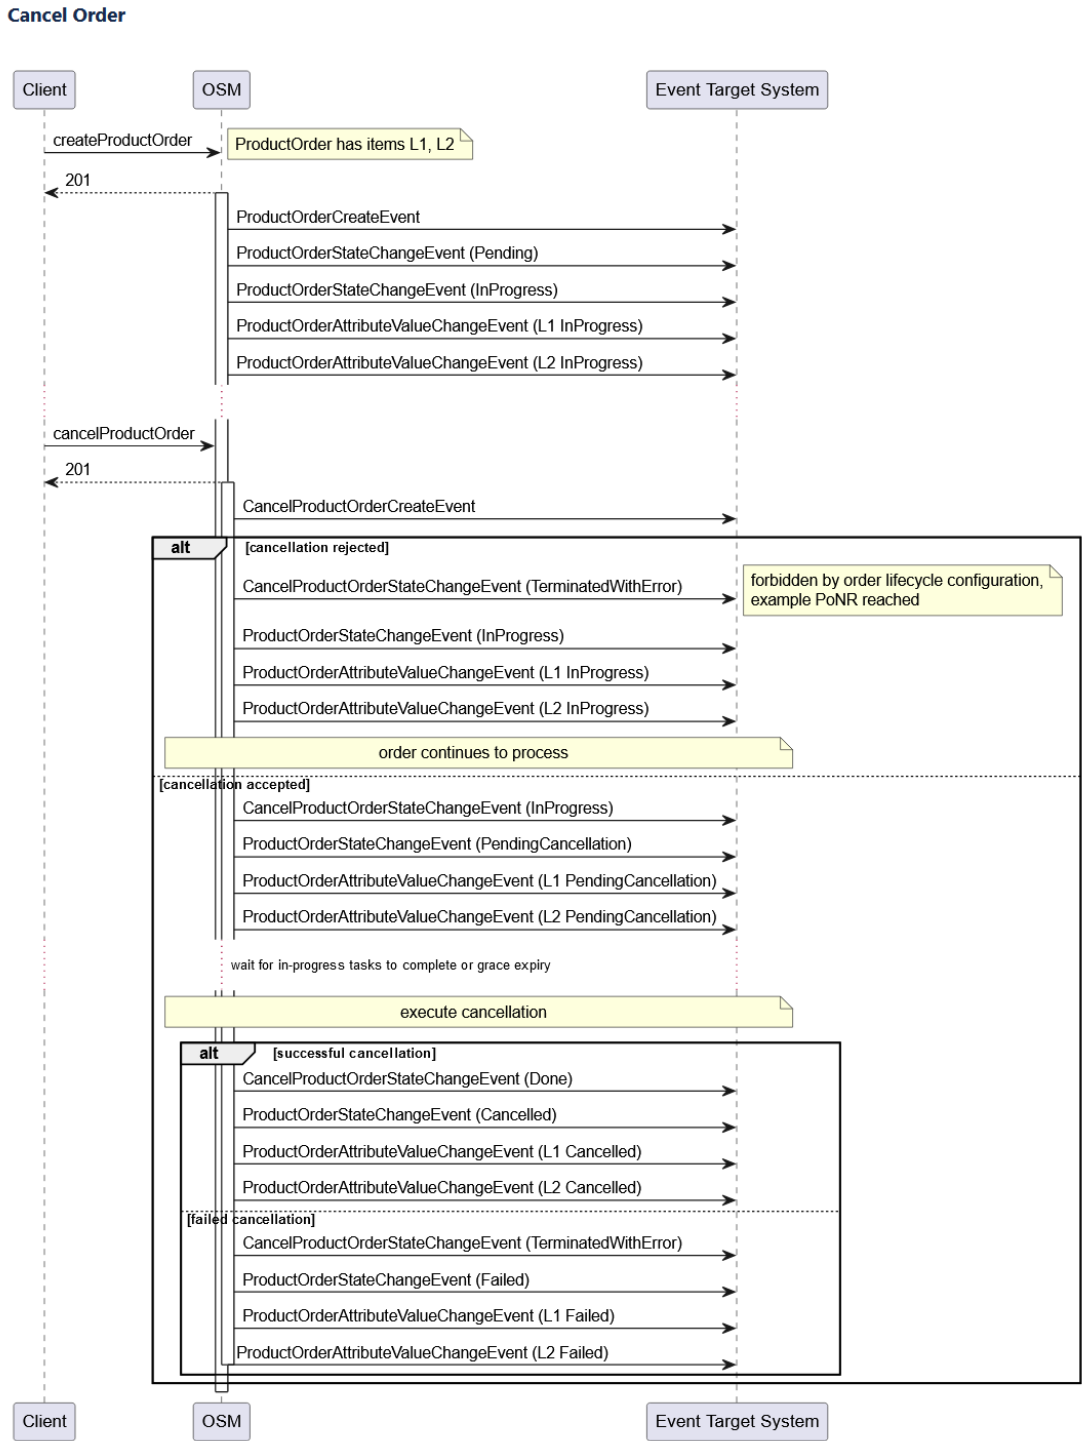 Cancel Order
Client
OSM
Event Target System
createProductOrder
ProductOrder has items L1, L2
201
ProductOrderCreateEvent
ProductOrderStateChangeEvent (Pending)
ProductOrderStateChangeEvent (InProgress)
ProductOrderAttributeValueChangeEvent (L1 InProgress)
ProductOrderAttributeValueChangeEvent (L2 InProgress)
cancelProductOrder
201
CancelProductOrderCreateEvent
alt
[cancellation rejected]
CancelProductOrderStateChangeEvent (TerminatedWithError)
forbidden by order lifecycle configuration,
example PoNR reached
ProductOrderStateChangeEvent (InProgress)
ProductOrderAttributeValueChangeEvent (L1 InProgress)
ProductOrderAttributeValueChangeEvent (L2 InProgress)
order continues to process
[cancellation accepted]
CancelProductOrderStateChangeEvent (InProgress)
ProductOrderStateChangeEvent (PendingCancellation)
ProductOrderAttributeValueChangeEvent (L1 PendingCancellation)
ProductOrderAttributeValueChangeEvent (L2 PendingCancellation)
wait for in-progress tasks to complete or grace expiry
execute cancellation
alt
[successful cancellation]
CancelProductOrderStateChangeEvent (Done)
ProductOrderStateChangeEvent (Cancelled)
ProductOrderAttributeValueChangeEvent (L1 Cancelled)
ProductOrderAttributeValueChangeEvent (L2 Cancelled)
[failed cancellation]
CancelProductOrderStateChangeEvent (TerminatedWithError)
ProductOrderStateChangeEvent (Failed)
ProductOrderAttributeValueChangeEvent (L1 Failed)
ProductOrderAttributeValueChangeEvent (L2 Failed)
Client
OSM
Event Target System